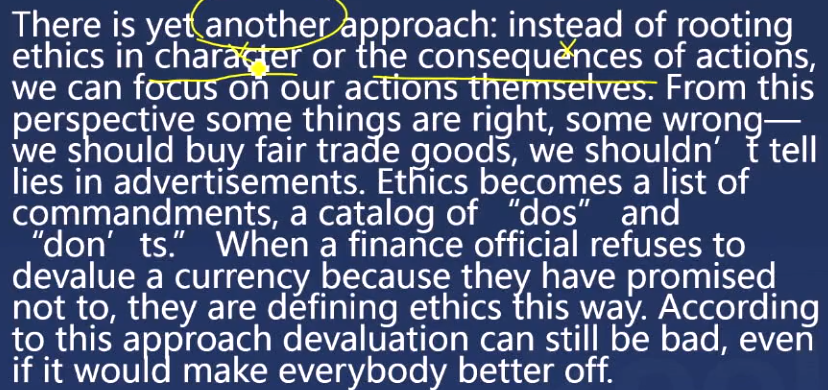 There is yet another approach: instead of rooting
ethics in character or the consequences of actions,
we can focus on our actions themselves. From this
perspective some things are right, some wrong—
we should buy fair trade goods, we shouldn’ t tell
lies in advertisements. Ethics becomes a list of
commandments, a catalog of “dos” and
“don’ ts.” When a finance official refuses to
devalue a currency because they have promised
not to, they are defining ethics this way. According
to this approach devaluation can still be bad, even
if it would make everybody better off.